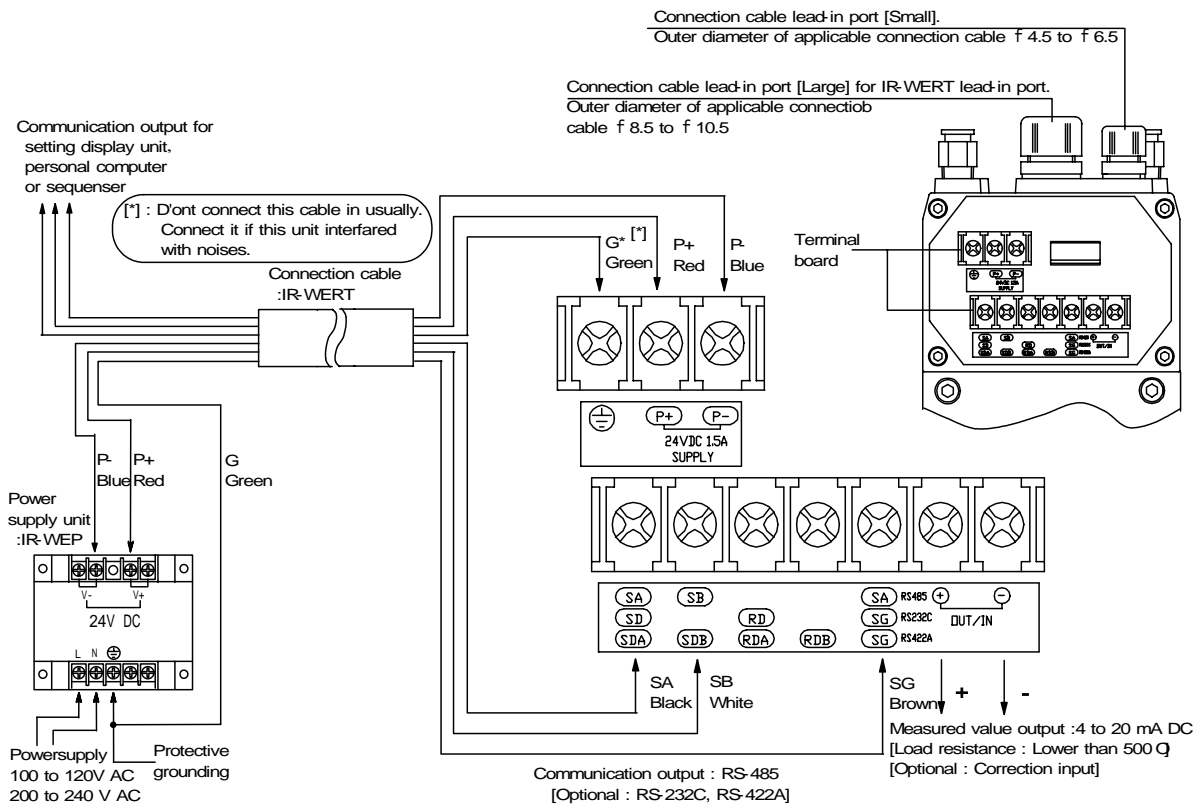 Connection cable lead-in port [Small].
Outer diameter of applicable connection cable f 4.5 to f 6.5
Connection cable lead-in port [Large] for IR-WERT lead-in port.
Outer diameter of applicable connectiob
cable f 8.5 to f 10.5
Communication output for
setting display unit,
personal computer
or sequenser
[*] : D'ont connect this cable in usually.
Connect it if this unit interfared
with noises.
Connection cable
:IR-WERT
G* [*]
Green
P+
Red
P-
Blue
Terminal
board
P+ P-
24VDC 1.5A
SUPPLY
P+ P-
24VDC 1.5A
SUPPLY
P-
Blue
P+
Red
G
Green
Power
supply unit
:IR-WEP
V- V+
24V DC
L N
SA SB SA RS485 + -
SD RD SG RS232C OUT/IN
SDA SDB RDA RDB SG RS422A
SA
Black
SB
White
SG
Brown
+ -
Measured value output :4 to 20 mA DC
[Load resistance : Lower than 500 Ω]
[Optional : Correction input]
Powersupply
100 to 120V AC
200 to 240 V AC
Protective
grounding
Communication output : RS-485
[Optional : RS-232C, RS-422A]